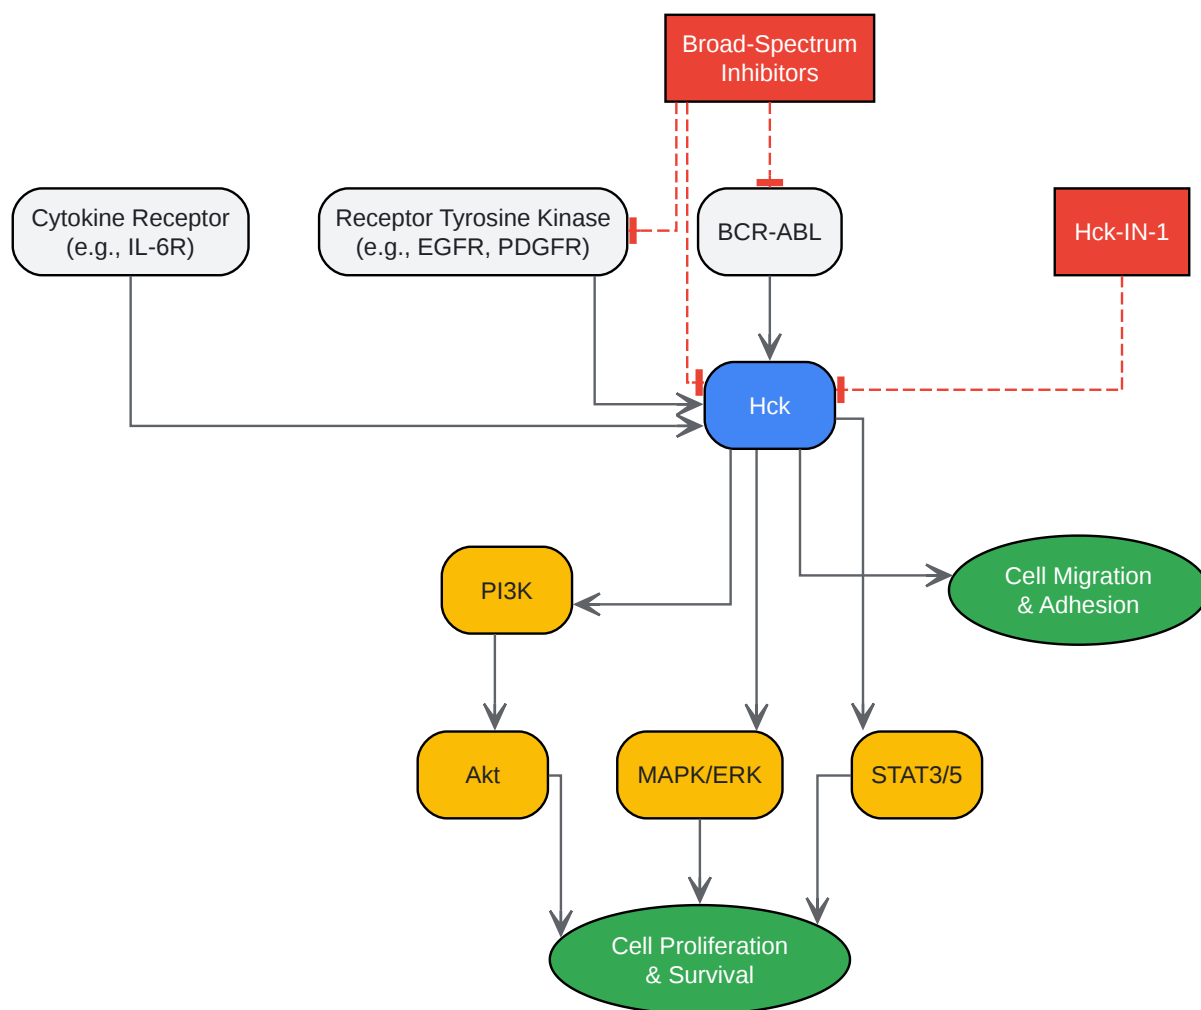 Broad-Spectrum
Inhibitors
Cytokine Receptor
(e.g., IL-6R)
Receptor Tyrosine Kinase
(e.g., EGFR, PDGFR)
BCR-ABL
Hck-IN-1
Hck
PI3K
Cell Migration
& Adhesion
Akt
MAPK/ERK
STAT3/5
Cell Proliferation
& Survival